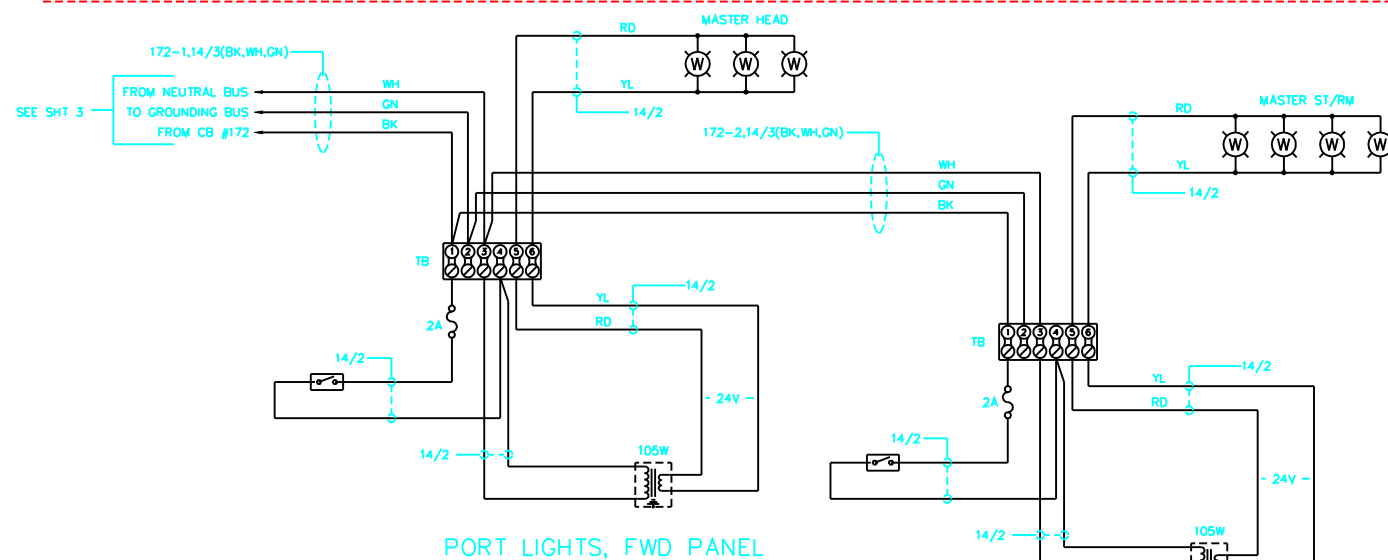 MASTER HEAD
RD
172-1,14/3(BK,WH,GN)
W W W
FROM NEUTRAL BUS WH YL
SEE SHT 3 TO GROUNDING BUS GN 14/2
FROM CB #172 BK
MASTER ST/RM
RD
172-2,14/3(BK,WH,GN)
W W W W
WH YL
GN 14/2
BK
TB 1 2 3 4 5 6
YL 14/2
2A RD
TB 1 2 3 4 5 6
14/2
YL 14/2
24V
2A RD
14/2
14/2 105W
24V
14/2 105W
PORT LIGHTS, FWD PANEL